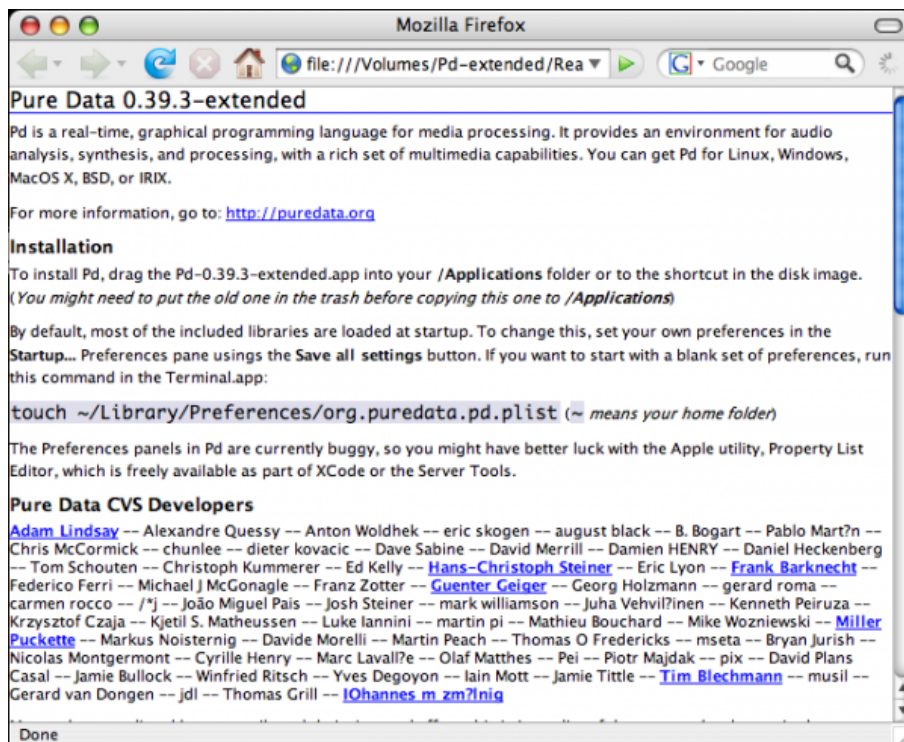 Mozilla Firefox
file:///Volumes/Pd-extended/Rea
G Google
Pure Data 0.39.3-extended
Pd is a real-time, graphical programming language for media processing. It provides an environment for audio
analysis, synthesis, and processing, with a rich set of multimedia capabilities. You can get Pd for Linux, Windows,
MacOS X, BSD, or IRIX.
For more information, go to: http://puredata.org
Installation
To install Pd, drag the Pd-0.39.3-extended.app into your /Applications folder or to the shortcut in the disk image.
(You might need to put the old one in the trash before copying this one to /Applications)
By default, most of the included libraries are loaded at startup. To change this, set your own preferences in the
Startup... Preferences pane usings the Save all settings button. If you want to start with a blank set of preferences, run
this command in the Terminal.app:
touch ~/Library/Preferences/org.puredata.pd.plist (~ means your home folder)
The Preferences panels in Pd are currently buggy, so you might have better luck with the Apple utility, Property List
Editor, which is freely available as part of XCode or the Server Tools.
Pure Data CVS Developers
Adam Lindsay -- Alexandre Quessy -- Anton Woldhek -- eric skogen -- august black -- B. Bogart -- Pablo Mart?n --
Chris McCormick -- chunlee -- dieter kovacic -- Dave Sabine -- David Merrill -- Damien HENRY -- Daniel Heckenberg
-- Tom Schouten -- Christoph Kummerer -- Ed Kelly -- Hans-Christoph Steiner -- Eric Lyon -- Frank Barknecht --
Federico Ferri -- Michael J McGonagle -- Franz Zotter -- Guenter Geiger -- Georg Holzmann -- gerard roma --
carmen rocco -- /*j -- João Miguel Pais -- Josh Steiner -- mark williamson -- Juha Vehvil?inen -- Kenneth Peiruza --
Krzysztof Czaja -- Kjetil S. Matheussen -- Luke Iannini -- martin pi -- Mathieu Bouchard -- Mike Wozniewski -- Miller
Puckette -- Markus Noisternig -- Davide Morelli -- Martin Peach -- Thomas O Fredericks -- mseta -- Bryan Jurish --
Nicolas Montgermont -- Cyrille Henry -- Marc Lavall?e -- Olaf Matthes -- Pei -- Piotr Majdak -- pix -- David Plans
Casal -- Jamie Bullock -- Winfried Ritsch -- Yves Degoyon -- Iain Mott -- Jamie Tittle -- Tim Blechmann -- musil --
Gerard van Dongen -- jdl -- Thomas Grill -- IOhannes m zm?lnig
Done